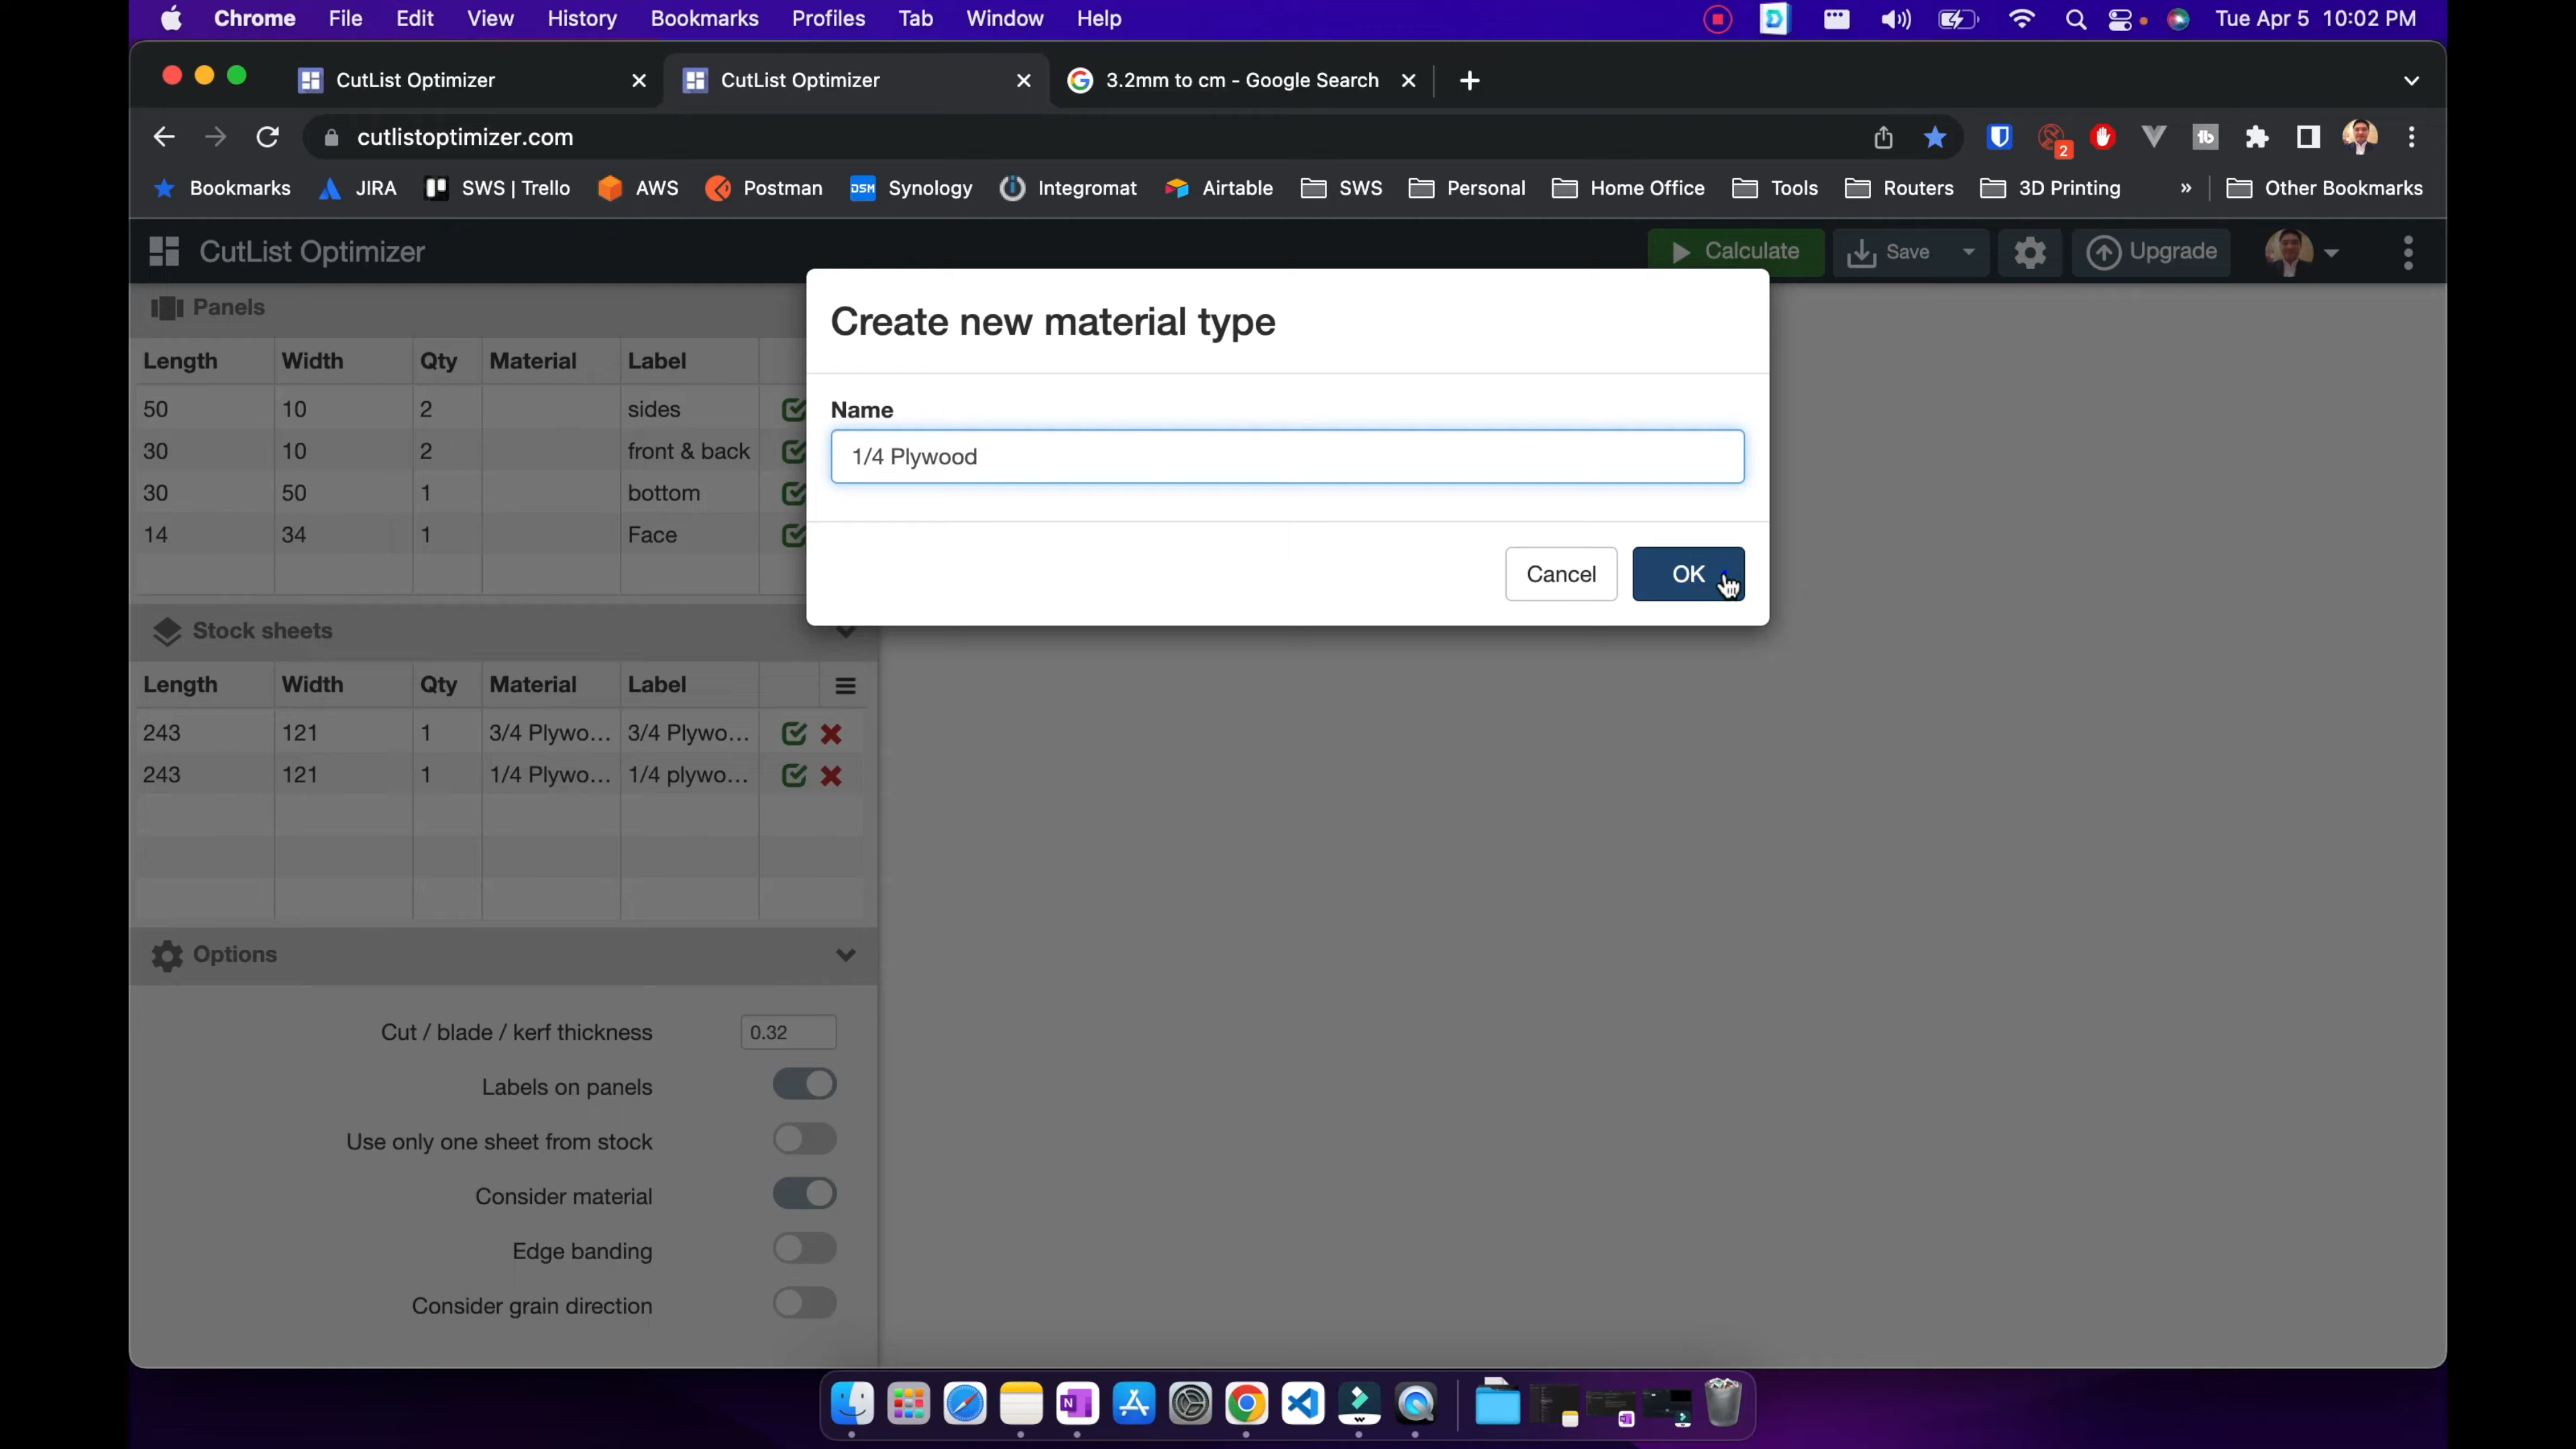 Chrome File Edit View History Bookmarks Profiles Tab Window Help Tue Apr 5 10:02 PM
CutList Optimizer CutList Optimizer 3.2mm to cm - Google Search
cutlistoptimizer.com 2 tb
Bookmarks JIRA SWS | Trello AWS Postman DSM Synology Integromat Airtable SWS Personal Home Office Tools Routers 3D Printing » Other Bookmarks
CutList Optimizer Calculate Save Upgrade
Panels
Length Width Qty Material Label
50 10 2 sides
30 10 2 front & back
30 50 1 bottom
14 34 1 Face
Create new material type
Name
1/4 Plywood
Cancel OK
Stock sheets
Length Width Qty Material Label
243 121 1 3/4 Plywo... 3/4 Plywo...
243 121 1 1/4 Plywo... 1/4 plywo...
Options
Cut / blade / kerf thickness 0.32
Labels on panels
Use only one sheet from stock
Consider material
Edge banding
Consider grain direction